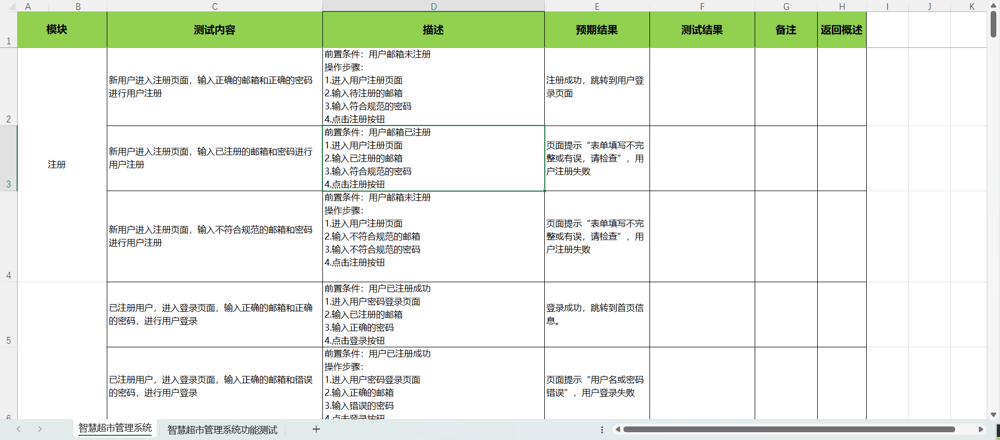 A B C D E F G H I J K
1 模块 测试内容 描述 预期结果 测试结果 备注 返回概述
注册
2
新用户进入注册页面，输入正确的邮箱和正确的密码
进行用户注册
前置条件：用户邮箱未注册
操作步骤：
1.进入用户注册页面
2.输入待注册的邮箱
3.输入符合规范的密码
4.点击注册按钮
注册成功，跳转到用户登
录页面
3
新用户进入注册页面，输入已注册的邮箱和密码进行
用户注册
前置条件：用户邮箱已注册
1.进入用户注册页面
2.输入已注册的邮箱
3.输入符合规范的密码
4.点击注册按钮
页面提示“表单填写不完
整或有误，请检查”，用
户注册失败
4
新用户进入注册页面，输入不符合规范的邮箱和密码
进行用户注册
前置条件：用户邮箱未注册
操作步骤：
1.进入用户注册页面
2.输入不符合规范的邮箱
3.输入不符合规范的密码
4.点击注册按钮
页面提示“表单填写不完
整或有误，请检查”，用
户注册失败
5
已注册用户，进入登录页面，输入正确的邮箱和正确
的密码，进行用户登录
前置条件：用户已注册成功
1.进入用户密码登录页面
2.输入已注册的邮箱
3.输入正确的密码
4.点击登录按钮
登录成功，跳转到首页信
息。
6
已注册用户，进入登录页面，输入正确的邮箱和错误
的密码，进行用户登录
前置条件：用户已注册成功
操作步骤：
1.进入用户密码登录页面
2.输入正确的邮箱
3.输入错误的密码
4.点击登录按钮
页面提示“用户名或密码
错误”，用户登录失败
智慧超市管理系统 智慧超市管理系统功能测试